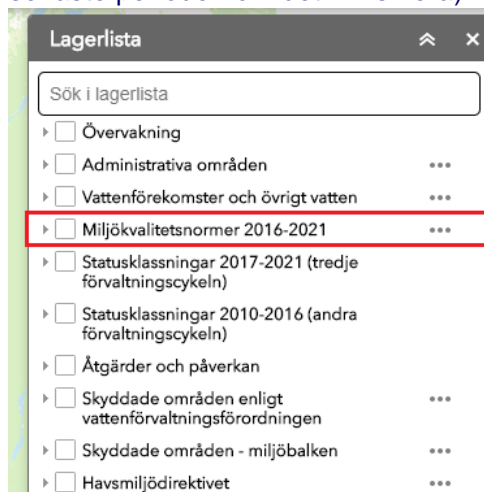 Lagerlista
Sök i lagerlista
Övervakning
Administrativa områden
Vattenförekomster och övrigt vatten
Miljökvalitetsnormer 2016-2021
Statusklassningar 2017-2021 (tredje
förvaltningscykeln)
Statusklassningar 2010-2016 (andra
förvaltningscykeln)
Åtgärder och påverkan
Skyddade områden enligt
vattenförvaltningsförordningen
Skyddade områden - miljöbalken
Havsmiljödirektivet